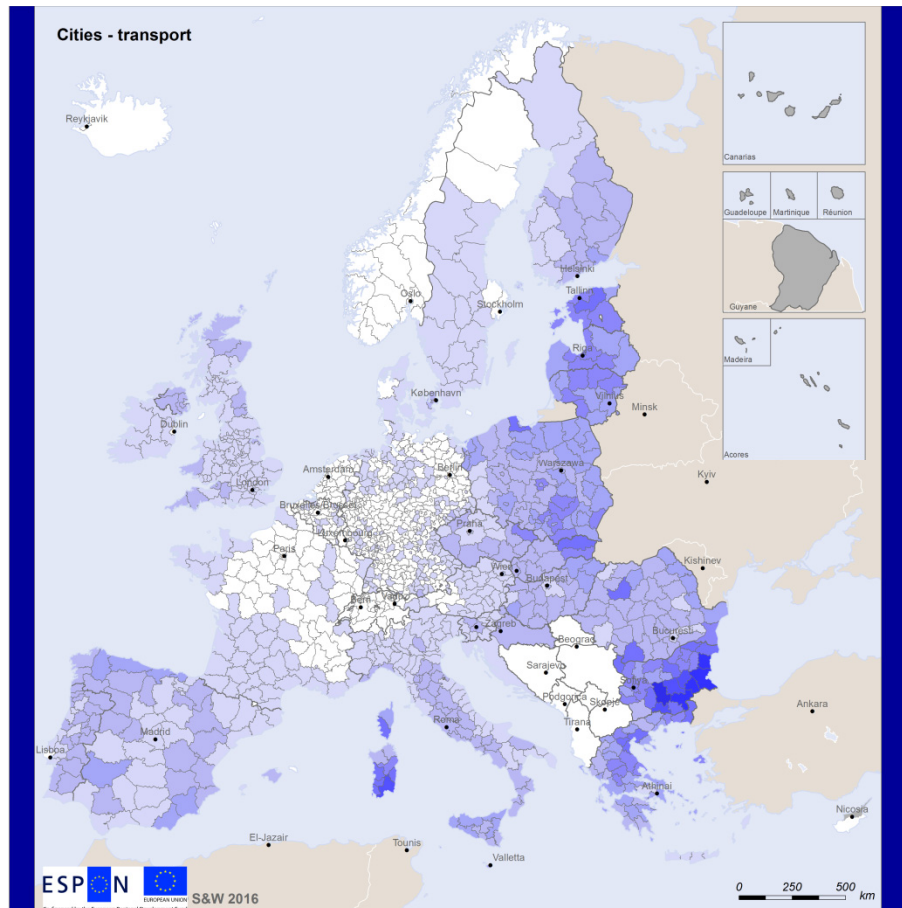 Cities - transport
Reykjavik
Canarias
Guadeloupe
Martinique
Réunion
Guyane
Madeira
Acores
Oslo
Stockholm
Helsinki
Tallinn
Riga
København
Vilnius
Minsk
Dublin
London
Amsterdam
Berlin
Warszawa
Kyiv
Praha
Paris
Kishinev
Wien
Budapest
Bern
Vaduz
Zagreb
Beograd
Bucuresti
Sarajevo
Sofiya
Podgorica
Skopje
Tirana
Ankara
Roma
Madrid
Lisboa
Athinai
Nicosia
El-Jazair
Tounis
Valletta
ESPON
EUROPEAN UNION
S&W 2016
0 250 500 km